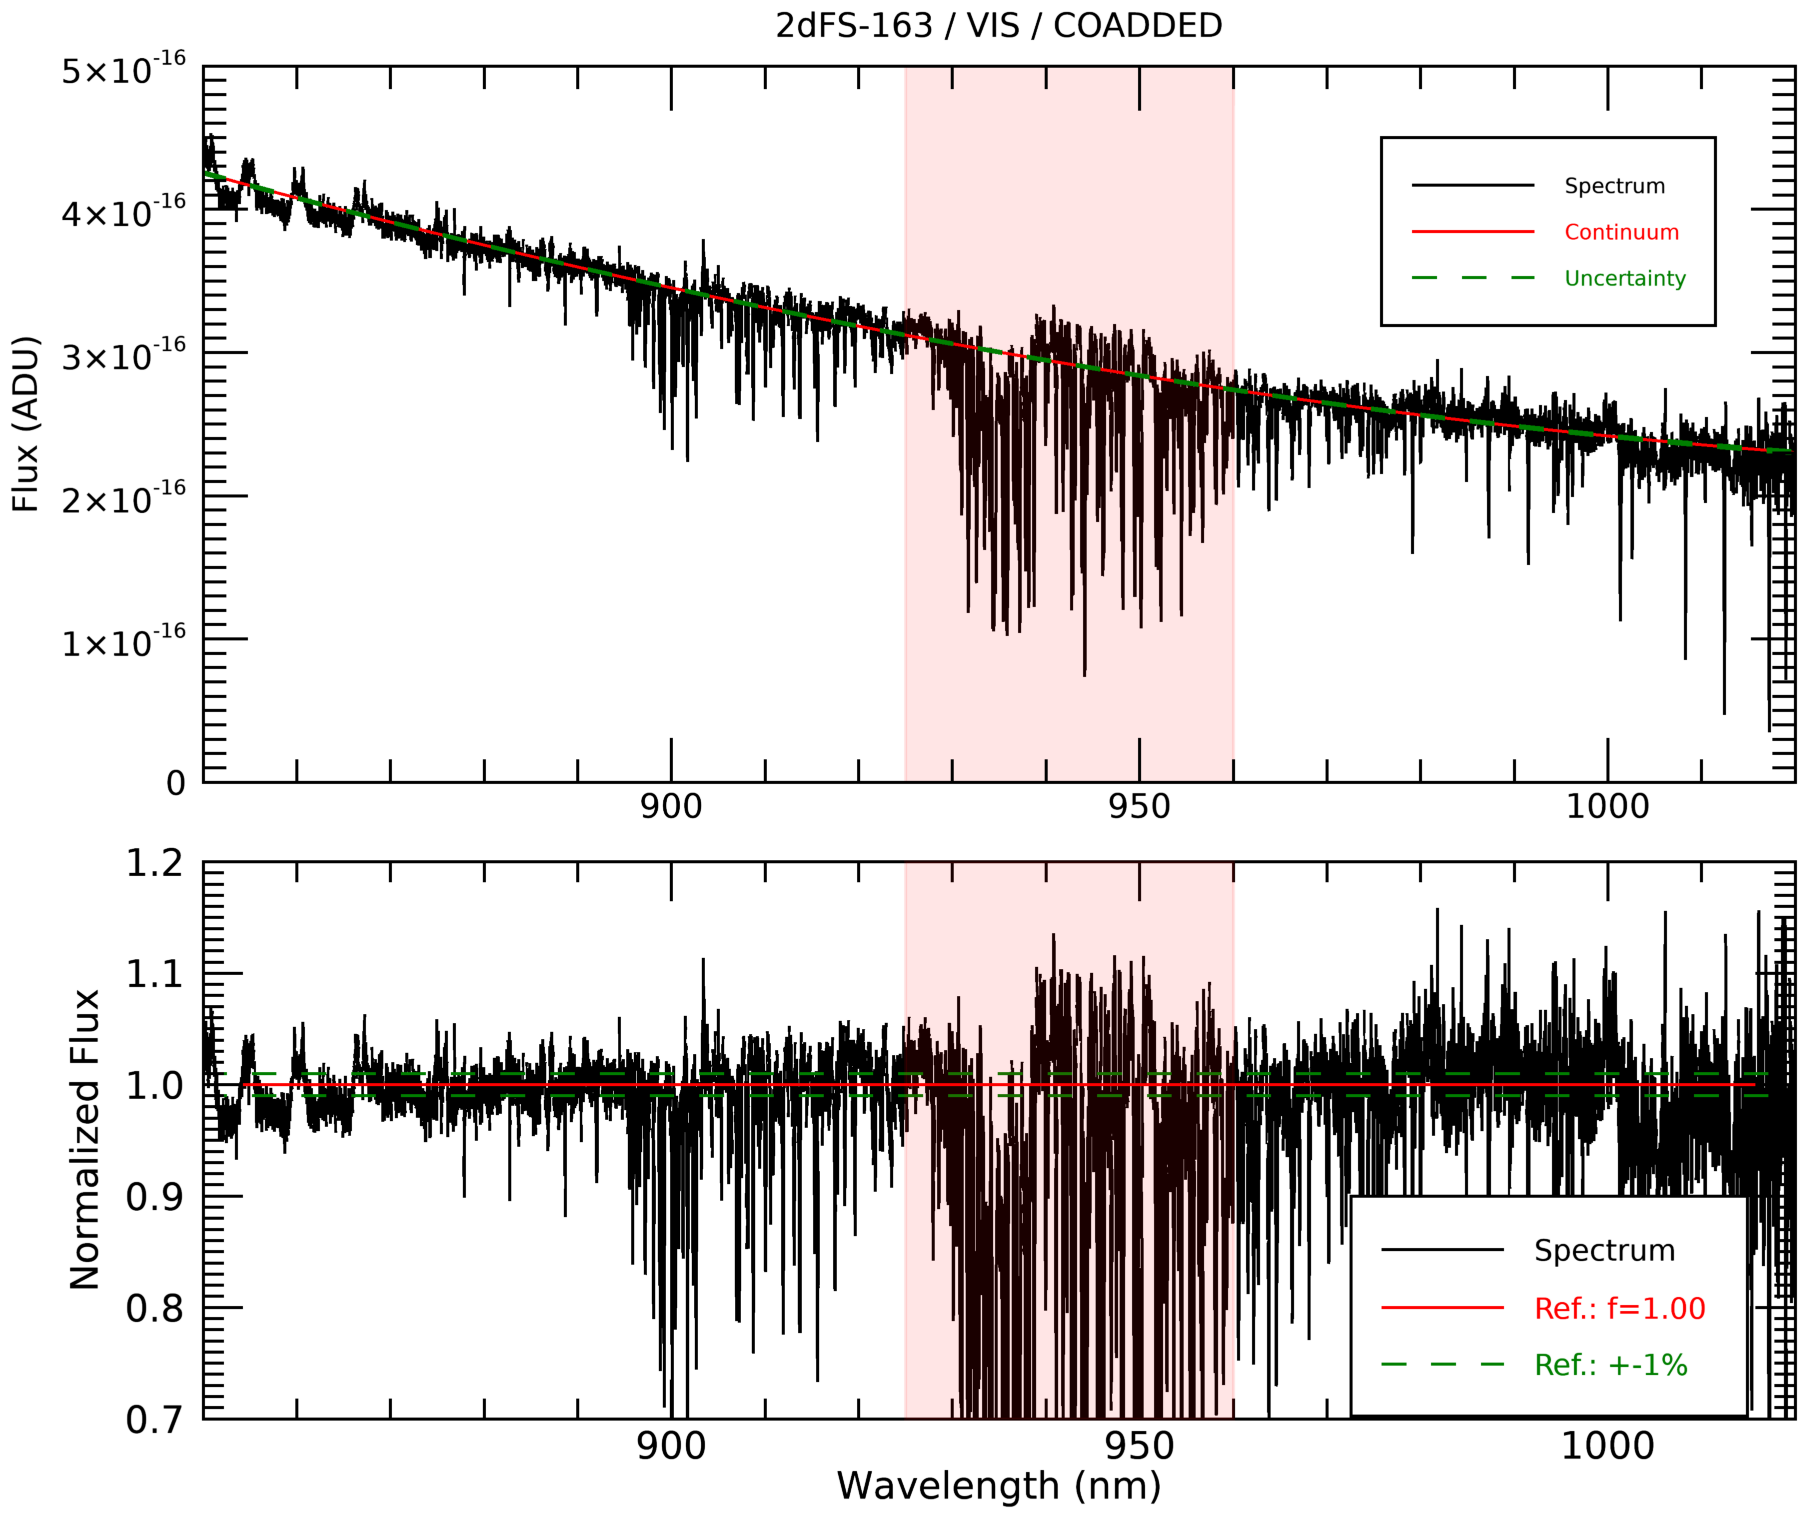 2dFS-163 / VIS / COADDED
5×10-16
4×10-16
3×10-16
2×10-16
1×10-16
0
Flux (ADU)
Spectrum
Continuum
Uncertainty
900 950 1000
1.2
1.1
1.0
0.9
0.8
0.7
Normalized Flux
Spectrum
Ref.: f=1.00
Ref.: +-1%
900 950 1000
Wavelength (nm)